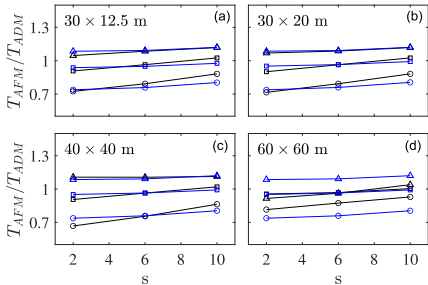 30 × 12.5 m (a)
30 × 20 m (b)
1.3
1
0.7
T_AFM/T_ADM
40 × 40 m (c)
60 × 60 m (d)
1.3
1
0.7
T_AFM/T_ADM
2 4 6 8 10
2 4 6 8 10
s
s